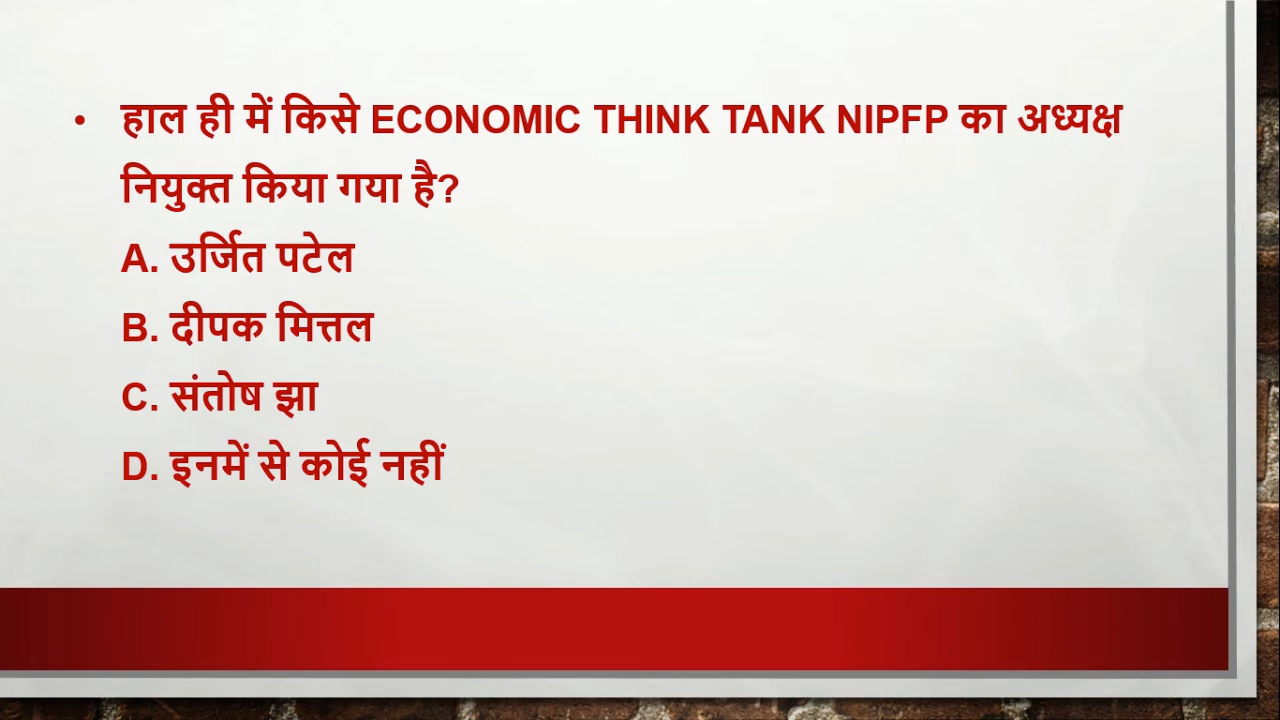 • हाल ही में किसे ECONOMIC THINK TANK NIPFP का अध्यक्ष
नियुक्त किया गया है?
A. उर्जित पटेल
B. दीपक मित्तल
C. संतोष झा
D. इनमें से कोई नहीं